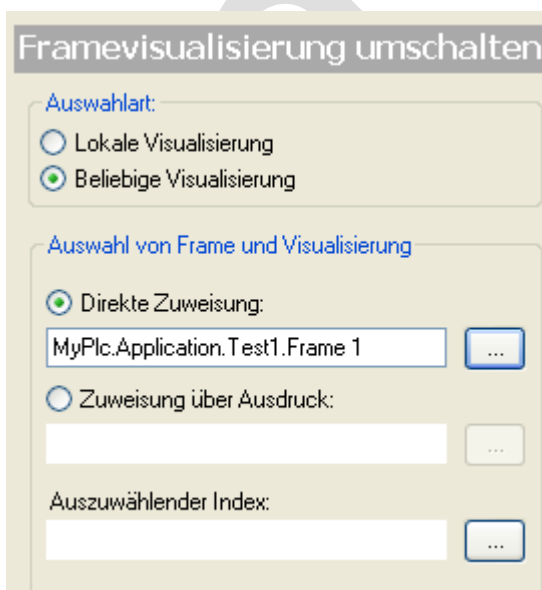 Framevisualisierung umschalten
Auswahlart:
Lokale Visualisierung
Beliebige Visualisierung
Auswahl von Frame und Visualisierung
Direkte Zuweisung:
MyPlc.Application.Test1.Frame 1
...
Zuweisung über Ausdruck:
...
Auszuwählender Index:
...